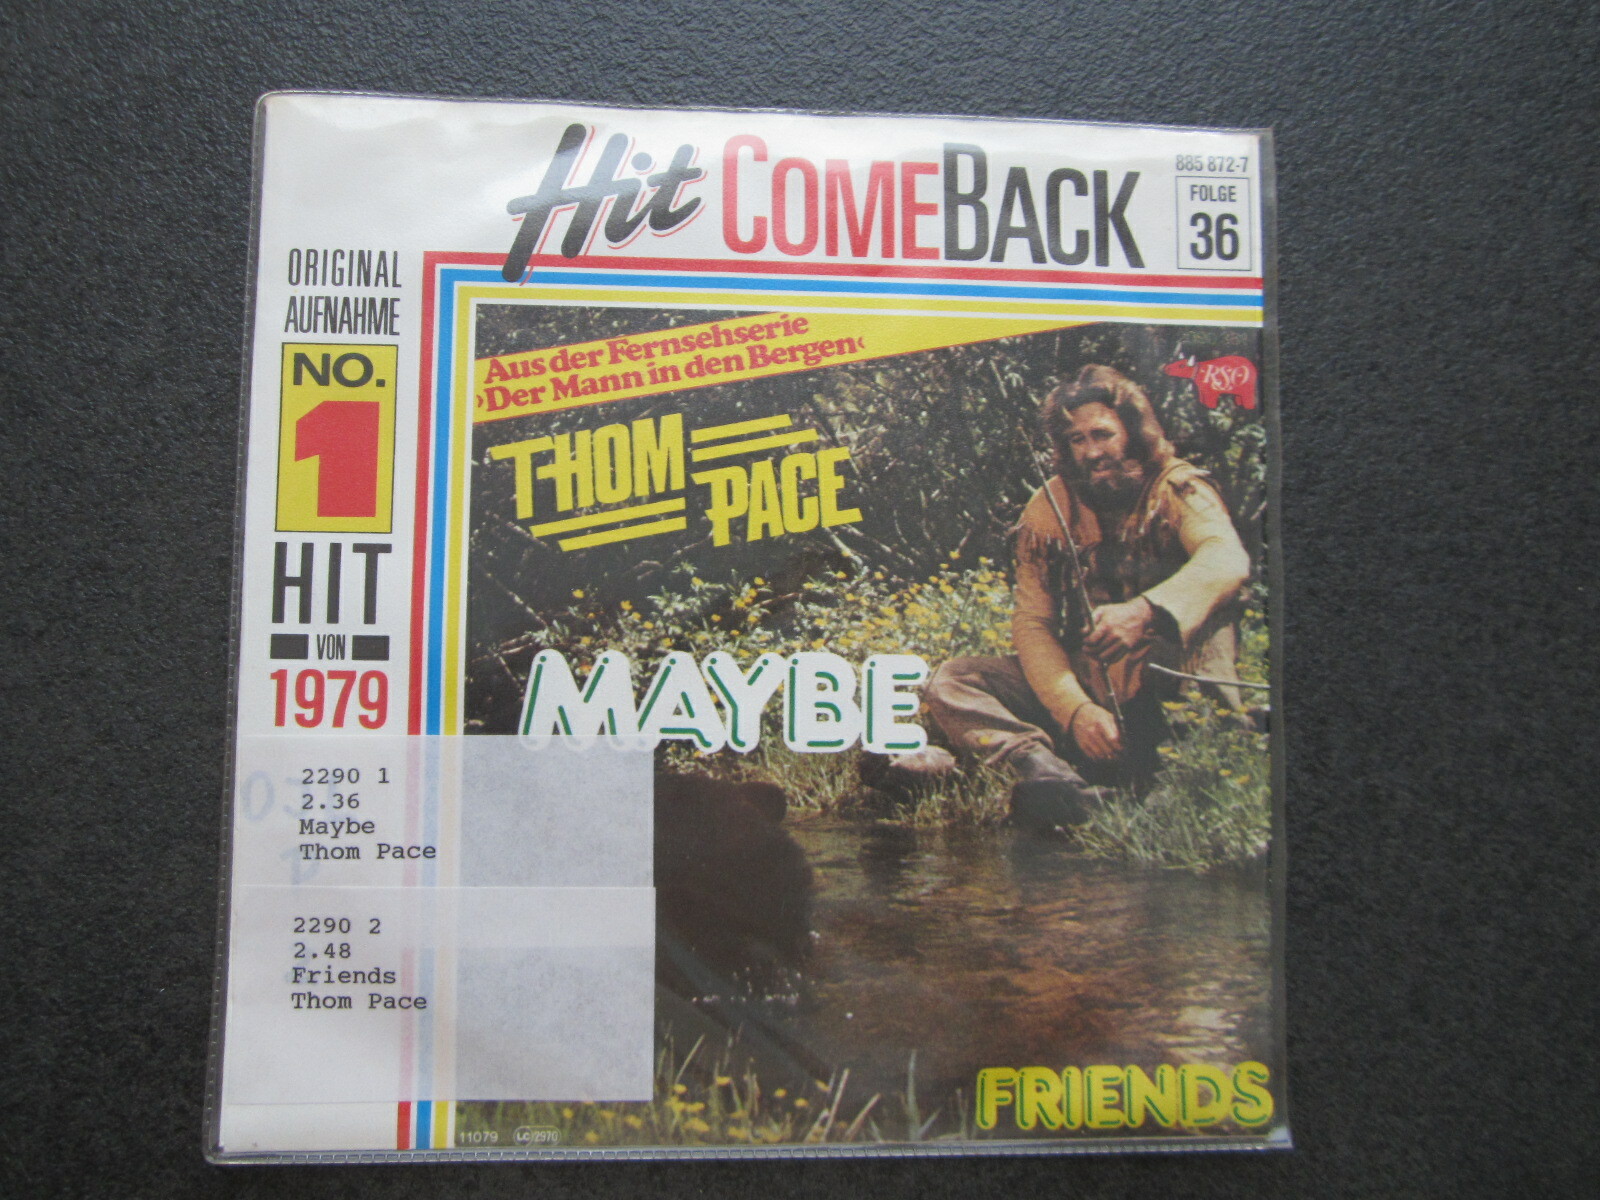 Hit COMEBACK
885 872-7
FOLGE
36
ORIGINAL
AUFNAHME
NO.
1
HIT
VON
1979
Aus der Fernsehserie
›Der Mann in den Bergen‹
RSO
THOM
PACE
MAYBE
2290 1
2.36
Maybe
Thom Pace
2290 2
2.48
Friends
Thom Pace
FRIENDS
11079
LC 2970